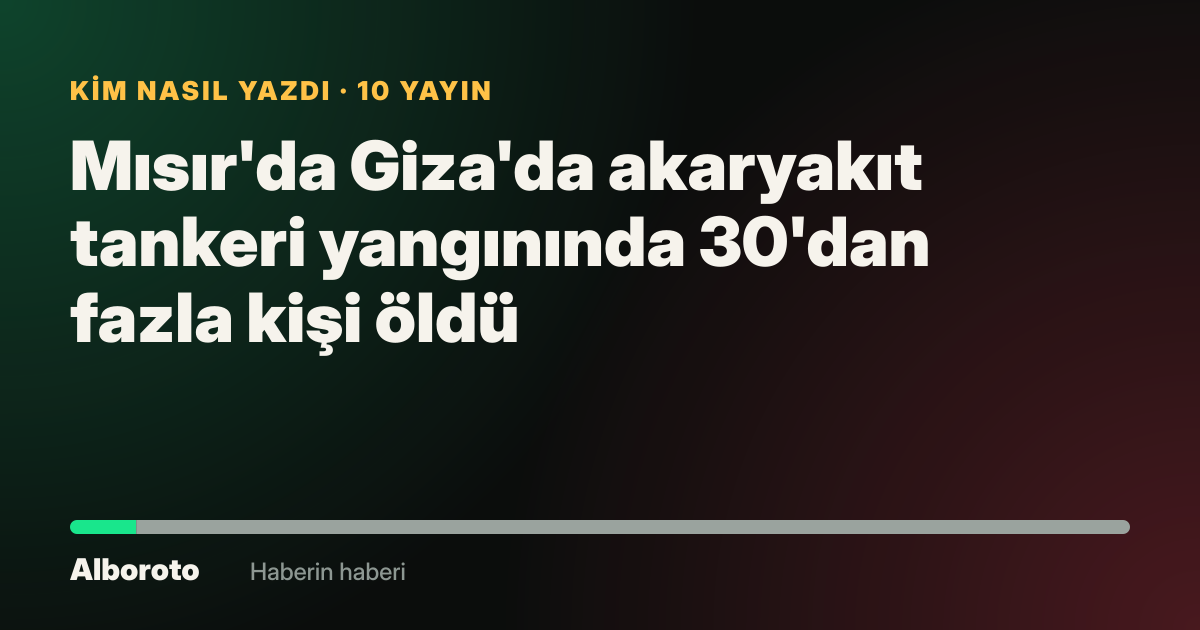 KİM NASIL YAZDI · 10 YAYIN
Mısır'da Giza'da akaryakıt
tankeri yangınında 30'dan
fazla kişi öldü
Alboroto
Haberin haberi